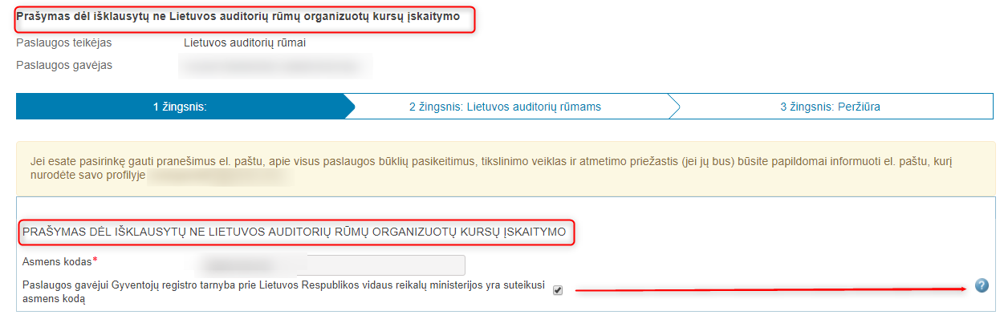 Prašymas dėl išklausytų ne Lietuvos auditorių rūmų organizuotų kursų įskaitymo
Paslaugos teikėjas Lietuvos auditorių rūmai
Paslaugos gavėjas
1 žingsnis: 2 žingsnis: Lietuvos auditorių rūmams 3 žingsnis: Peržiūra
Jei esate pasirinkę gauti pranešimus el. paštu, apie visus paslaugos būklių pasikeitimus, tikslinimo veiklas ir atmetimo priežastis (jei jų bus) būsite papildomai informuoti el. paštu, kurį
nurodėte savo profilyje
PRAŠYMAS DĖL IŠKLAUSYTŲ NE LIETUVOS AUDITORIŲ RŪMŲ ORGANIZUOTŲ KURSŲ ĮSKAITYMO
Asmens kodas*
Paslaugos gavėjui Gyventojų registro tarnyba prie Lietuvos Respublikos vidaus reikalų ministerijos yra suteikusi
asmens kodą
?